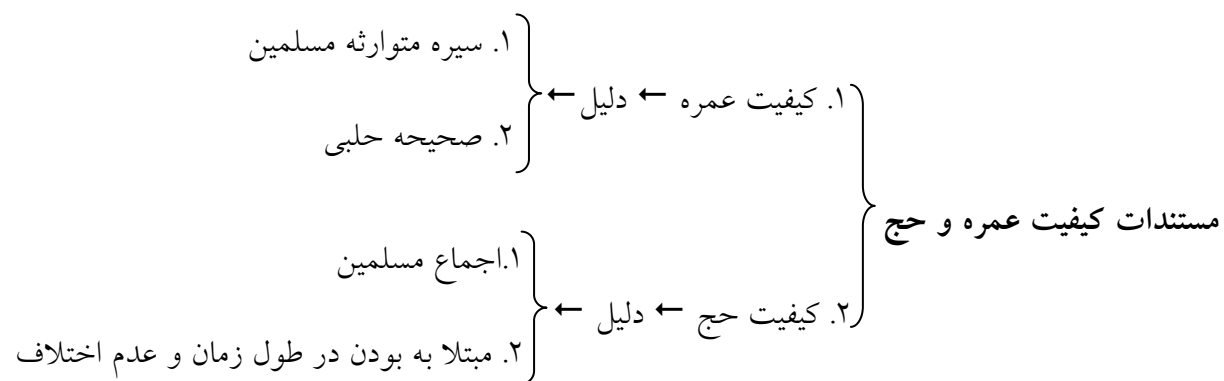 مستندات کیفیت عمره و حج
۱. کیفیت عمره ← دلیل ←
۱. سیره متوارثه مسلمین
۲. صحیحه حلبی
۲. کیفیت حج ← دلیل ←
۱.اجماع مسلمین
۲. مبتلا به بودن در طول زمان و عدم اختلاف